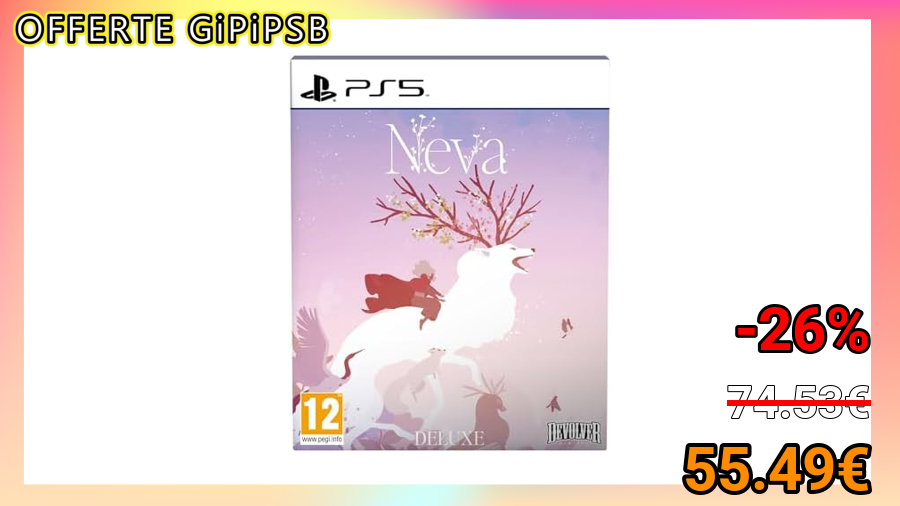 OFFERTE GiPiPSB
PS5
Neva
12
www.pegi.info
DELUXE
DEVOLVER
-26%
74.53€
55.49€